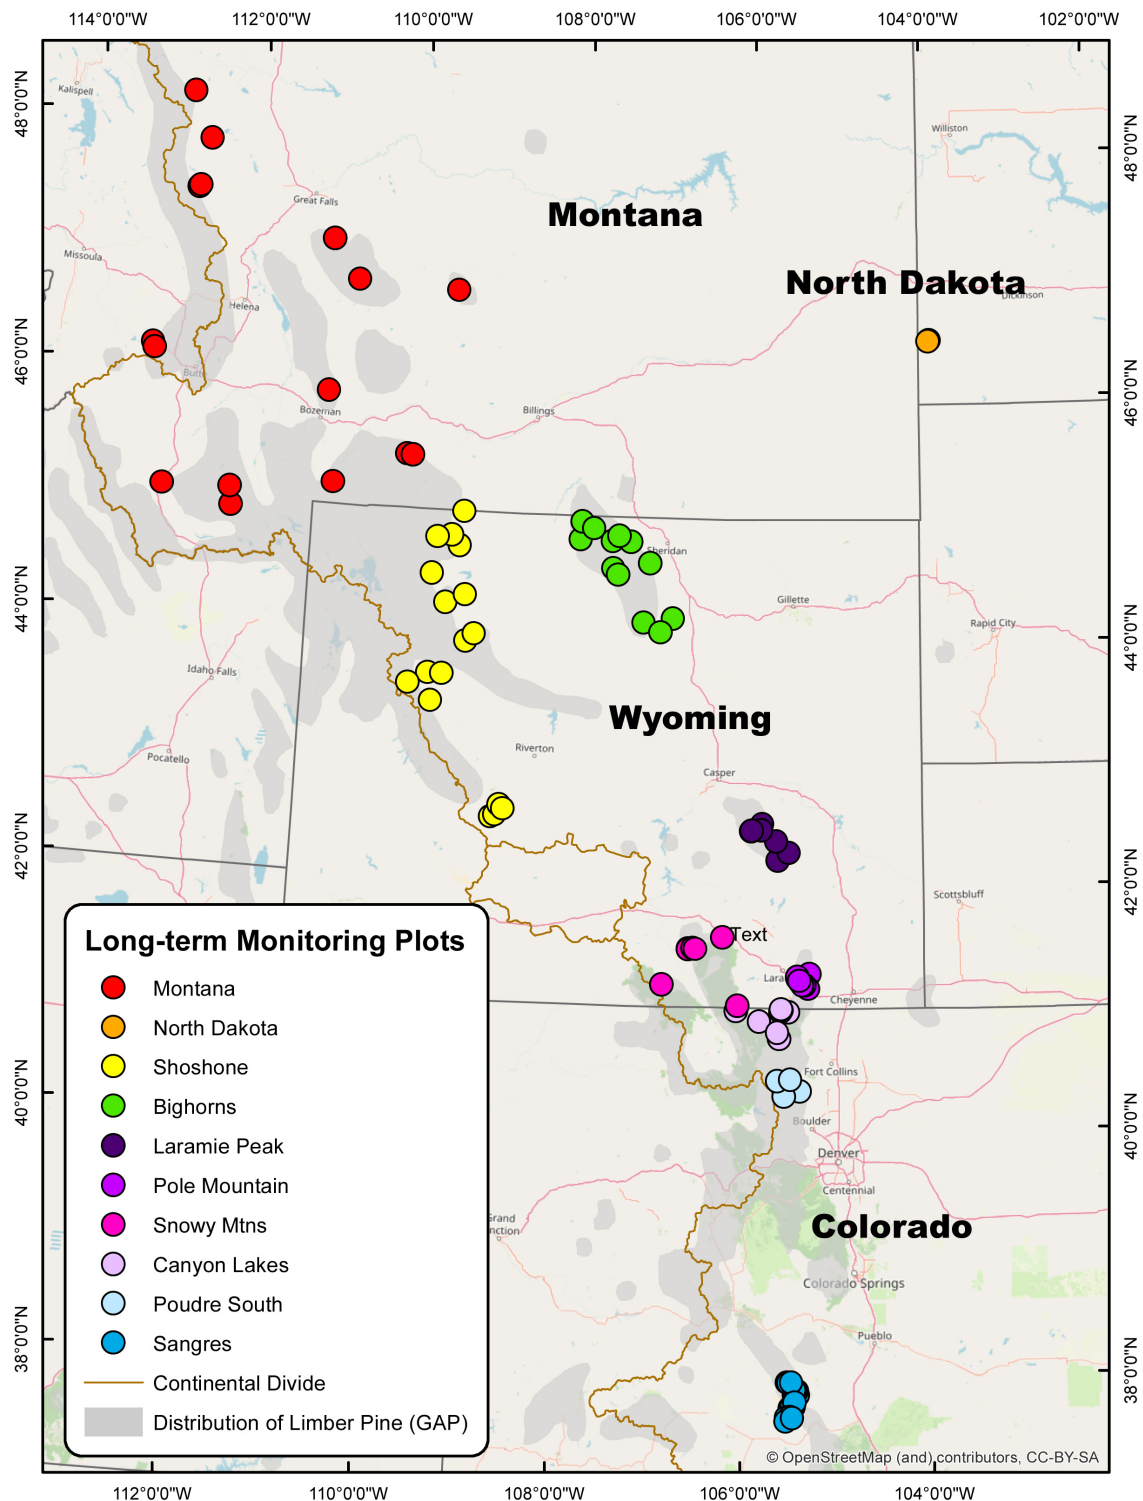 114°0'0"W 112°0'0"W 110°0'0"W 108°0'0"W 106°0'0"W 104°0'0"W 102°0'0"W
48°0'0"N
Kalispell
Williston
48°0'0"N
Great Falls
Montana
Missoula
North Dakota
Dickinson
Helena
46°0'0"N
Butte
Bozeman
Billings
46°0'0"N
Sheridan
44°0'0"N
Gillette
Rapid City
44°0'0"N
Idaho Falls
Wyoming
Riverton
Pocatello
Casper
42°0'0"N
Scottsbluff
42°0'0"N
Text
Lara
Cheyenne
Long-term Monitoring Plots
Montana
North Dakota
Shoshone
Bighorns
Laramie Peak
Pole Mountain
Snowy Mtns
Canyon Lakes
Poudre South
Sangres
Continental Divide
Distribution of Limber Pine (GAP)
40°0'0"N
Fort Collins
Boulder
40°0'0"N
Denver
Centennial
Grand
nction
Colorado
Colorado Springs
38°0'0"N
Pueblo
38°0'0"N
© OpenStreetMap (and) contributors, CC-BY-SA
112°0'0"W 110°0'0"W 108°0'0"W 106°0'0"W 104°0'0"W